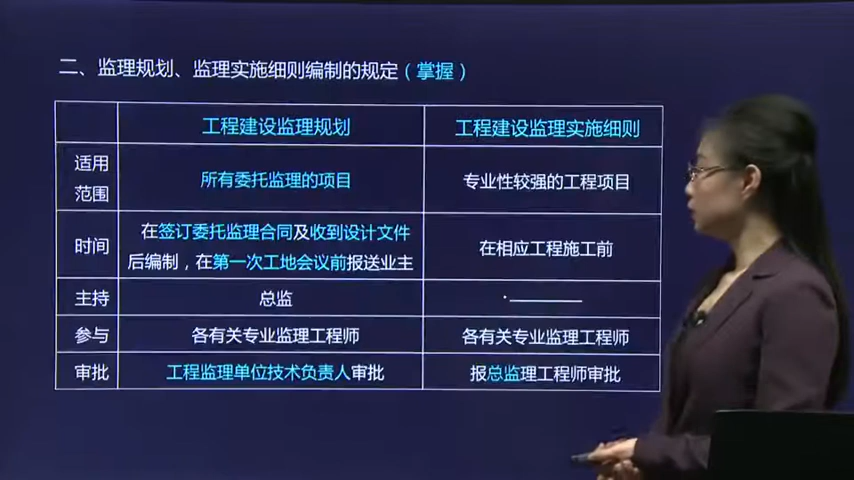 二、监理规划、监理实施细则编制的规定（掌握）
工程建设监理规划 工程建设监理实施细则
适用
范围
所有委托监理的项目 专业性较强的工程项目
时间
在签订委托监理合同及收到设计文件
后编制，在第一次工地会议前报送业主
在相应工程施工前
主持 总监
参与 各有关专业监理工程师 各有关专业监理工程师
审批 工程监理单位技术负责人审批 报总监理工程师审批